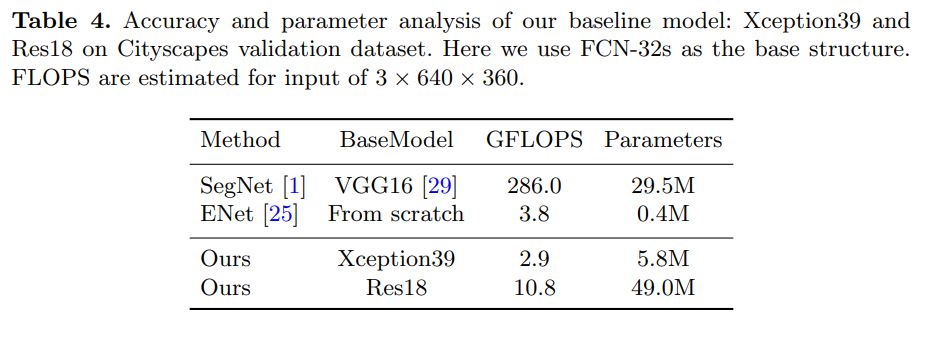 Table 4. Accuracy and parameter analysis of our baseline model: Xception39 and
Res18 on Cityscapes validation dataset. Here we use FCN-32s as the base structure.
FLOPS are estimated for input of 3 × 640 × 360.
Method BaseModel GFLOPS Parameters
SegNet [1] VGG16 [29] 286.0 29.5M
ENet [25] From scratch 3.8 0.4M
Ours Xception39 2.9 5.8M
Ours Res18 10.8 49.0M